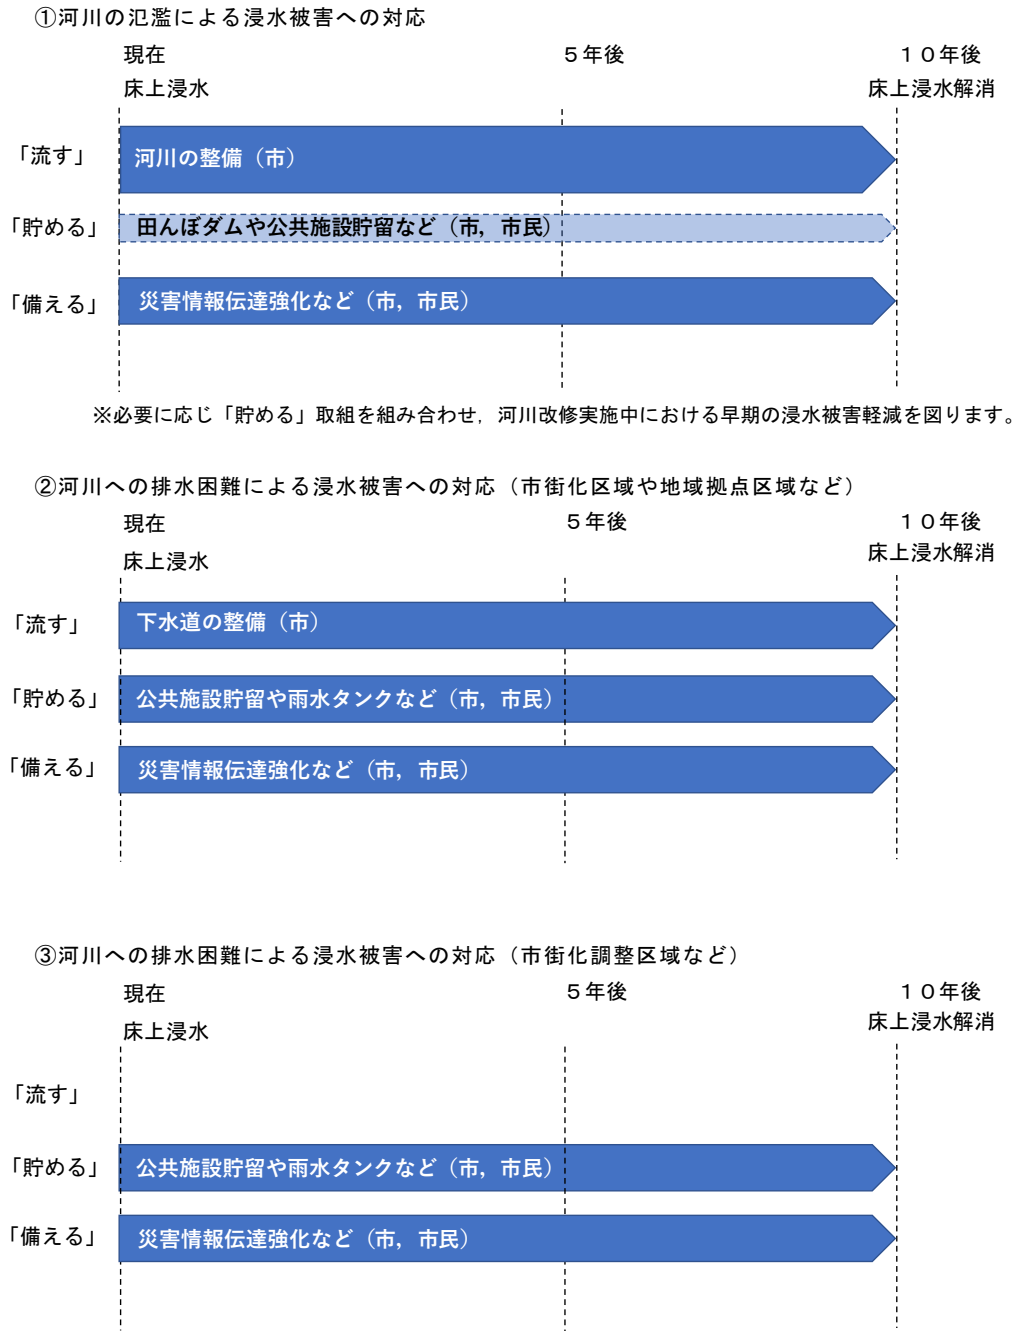 ①河川の氾濫による浸水被害への対応
現在 5年後 10年後
床上浸水 床上浸水解消
「流す」 河川の整備（市）
「貯める」 田んぼダムや公共施設貯留など（市，市民）
「備える」 災害情報伝達強化など（市，市民）
※必要に応じ「貯める」取組を組み合わせ，河川改修実施中における早期の浸水被害軽減を図ります。
②河川への排水困難による浸水被害への対応（市街化区域や地域拠点区域など）
現在 5年後 10年後
床上浸水 床上浸水解消
「流す」 下水道の整備（市）
「貯める」 公共施設貯留や雨水タンクなど（市，市民）
「備える」 災害情報伝達強化など（市，市民）
③河川への排水困難による浸水被害への対応（市街化調整区域など）
現在 5年後 10年後
床上浸水 床上浸水解消
「流す」
「貯める」 公共施設貯留や雨水タンクなど（市，市民）
「備える」 災害情報伝達強化など（市，市民）